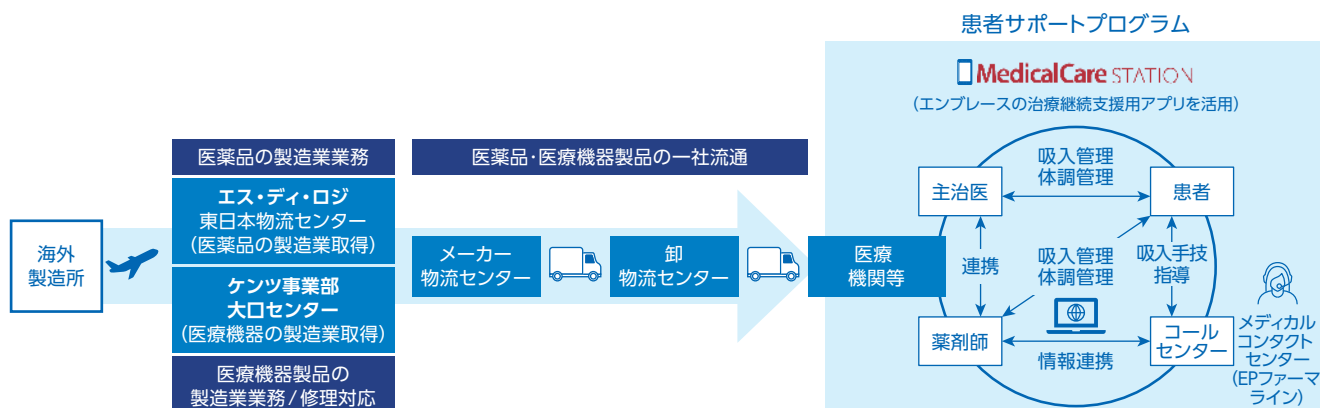 患者サポートプログラム
MedicalCare STATION
（エンブレースの治療継続支援用アプリを活用）
医薬品の製造業業務
医薬品・医療機器製品の一社流通
エス・ディ・ロジ
東日本物流センター
（医薬品の製造業取得）
ケンツ事業部
大口センター
（医療機器の製造業取得）
医療機器製品の
製造業業務/修理対応
海外
製造所
メーカー
物流センター
卸
物流センター
医療
機関等
主治医
吸入管理
体調管理
患者
連携
吸入管理
体調管理
吸入手技
指導
薬剤師
情報連携
コール
センター
メディカル
コンタクト
センター
（EPファーマ
ライン）